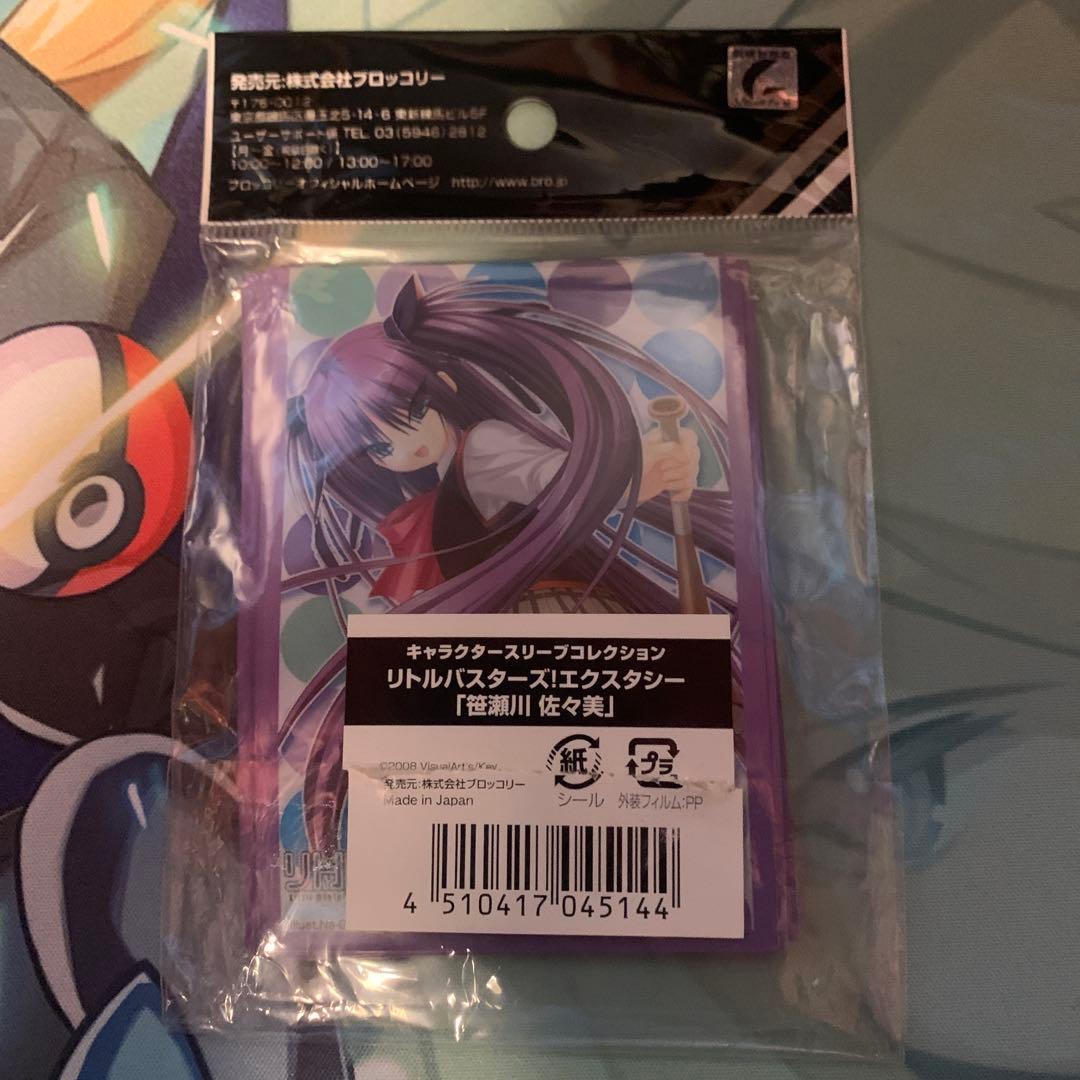 発売元:株式会社ブロッコリー
〒176-0012
東京都練馬区豊玉北5-14-6 東新練馬ビル5F
ユーザーサポート係 TEL. 03(5946)2812
10:00~12:00 / 13:00~17:00
ブロッコリーオフィシャルホームページ http://www.bro.jp
キャラクタースリーブコレクション
リトルバスターズ!エクスタシー
「笹瀬川 佐々美」
©2008 VisualArt's/Key
発売元:株式会社ブロッコリー
Made in Japan
紙
シール
プラ
外装フィルム:PP
4 510417 045144